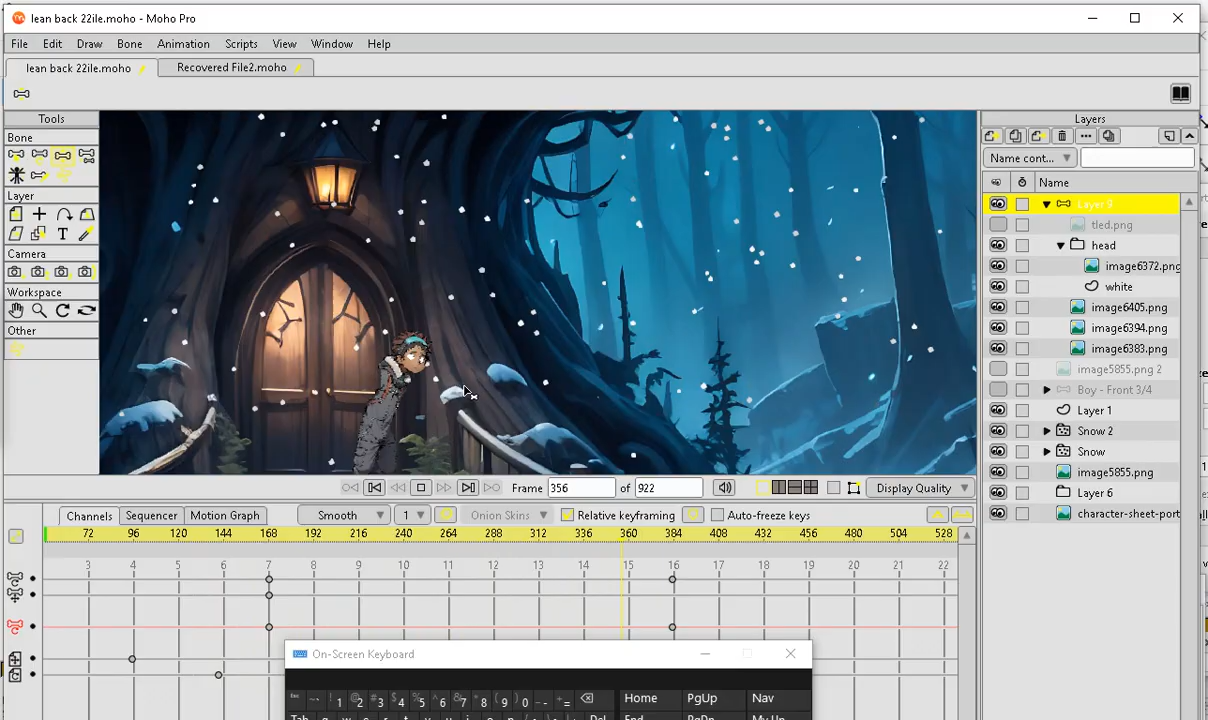 lean back 22ile.moho - Moho Pro
File Edit Draw Bone Animation Scripts View Window Help
lean back 22ile.moho Recovered File2.moho
Tools
Bone
Layer
Camera
Workspace
Other
Layers
Name cont...
Name
Layer 9
tled.png
head
image6372.png
white
image6405.png
image6394.png
image6383.png
image5855.png 2
Boy - Front 3/4
Layer 1
Snow 2
Snow
image5855.png
Layer 6
character-sheet-port
Frame 356 of 922 Display Quality
Channels Sequencer Motion Graph Smooth 1 Onion Skins Relative keyframing Auto-freeze keys
72 96 120 144 168 192 216 240 264 288 312 336 360 384 408 432 456 480 504 528
3 4 5 6 7 8 9 10 11 12 13 14 15 16 17 18 19 20 21 22
On-Screen Keyboard
Home PgUp Nav